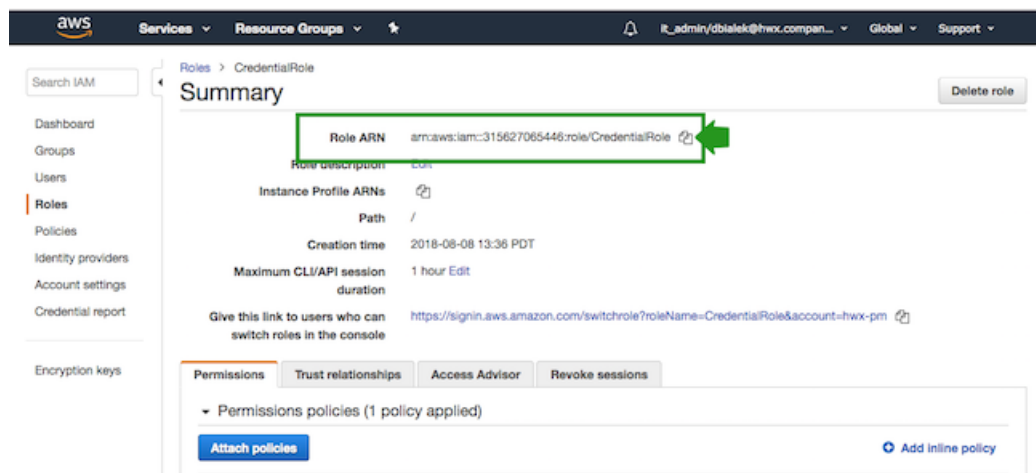 aws Services Resource Groups it_admin/dbialek@hwx.compan... Global Support
Search IAM
Dashboard
Groups
Users
Roles
Policies
Identity providers
Account settings
Credential report
Encryption keys
Roles > CredentialRole
Summary
Delete role
Role ARN arn:aws:iam::315627065446:role/CredentialRole
Role description Edit
Instance Profile ARNs
Path /
Creation time 2018-08-08 13:36 PDT
Maximum CLI/API session
duration
1 hour Edit
Give this link to users who can
switch roles in the console
https://signin.aws.amazon.com/switchrole?roleName=CredentialRole&account=hwx-pm
Permissions Trust relationships Access Advisor Revoke sessions
Permissions policies (1 policy applied)
Attach policies
Add inline policy